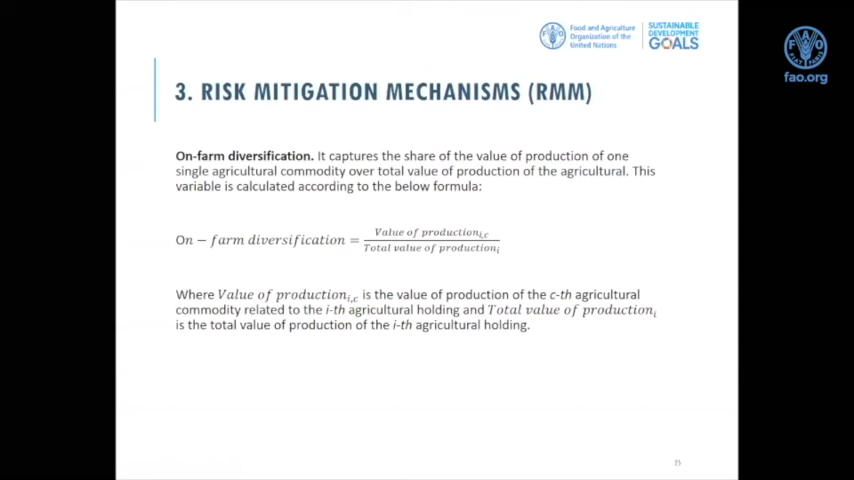 Food and Agriculture
Organization of the
United Nations
SUSTAINABLE
DEVELOPMENT
GOALS
FAO
FIAT PANIS
fao.org
3. RISK MITIGATION MECHANISMS (RMM)
On-farm diversification. It captures the share of the value of production of one
single agricultural commodity over total value of production of the agricultural. This
variable is calculated according to the below formula:
On − farm diversification = Value of production_{i,c} / Total value of production_i
Where Value of production_{i,c} is the value of production of the c-th agricultural
commodity related to the i-th agricultural holding and Total value of production_i
is the total value of production of the i-th agricultural holding.